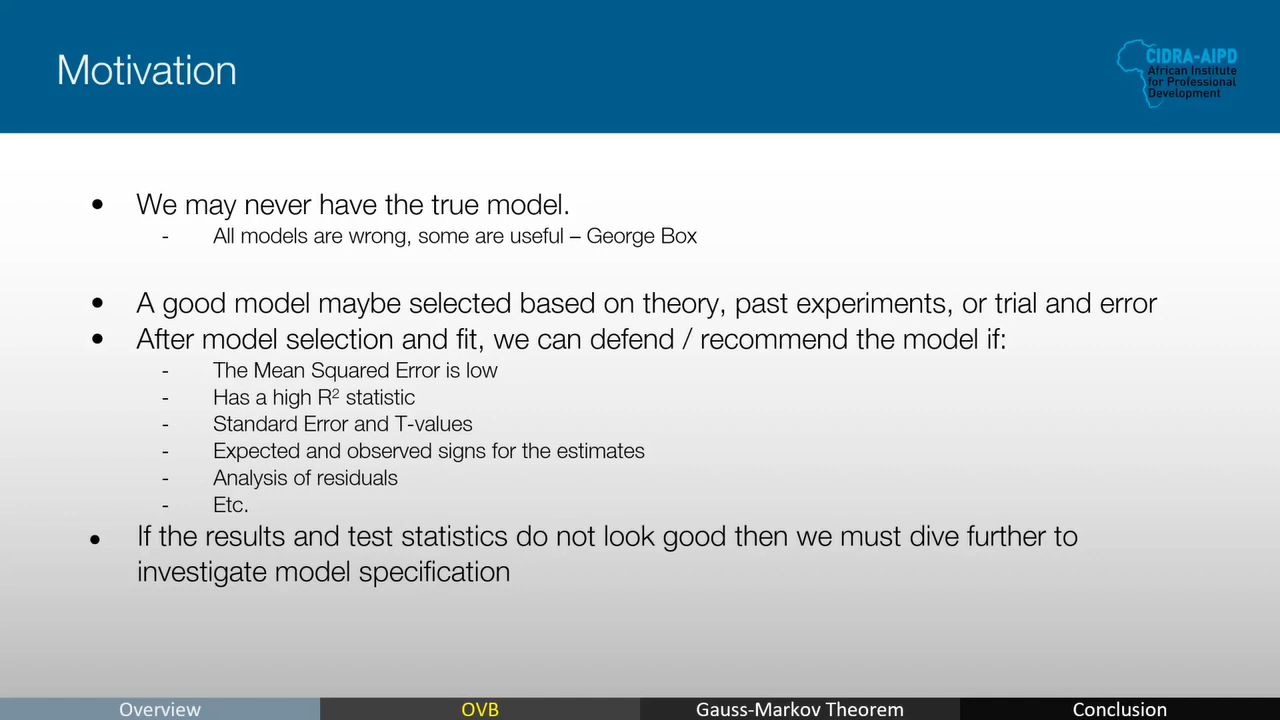 Motivation
CIDRA-AIPD
African Institute
for Professional
Development
• We may never have the true model.
- All models are wrong, some are useful – George Box
• A good model maybe selected based on theory, past experiments, or trial and error
• After model selection and fit, we can defend / recommend the model if:
- The Mean Squared Error is low
- Has a high R² statistic
- Standard Error and T-values
- Expected and observed signs for the estimates
- Analysis of residuals
- Etc.
• If the results and test statistics do not look good then we must dive further to
investigate model specification
Overview OVB Gauss-Markov Theorem Conclusion